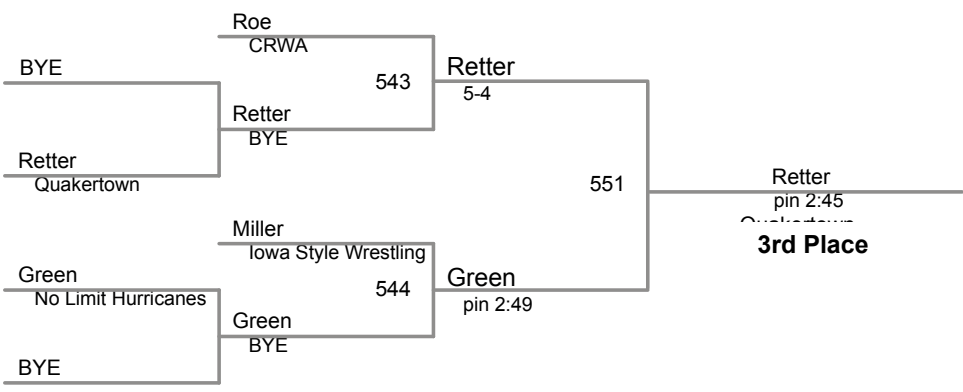 Roe
CRWA
BYE
543
Retter
5-4
Retter
BYE
Retter
Quakertown
551
Retter
pin 2:45
3rd Place
Miller
Iowa Style Wrestling
Green
No Limit Hurricanes
544
Green
pin 2:49
Green
BYE
BYE